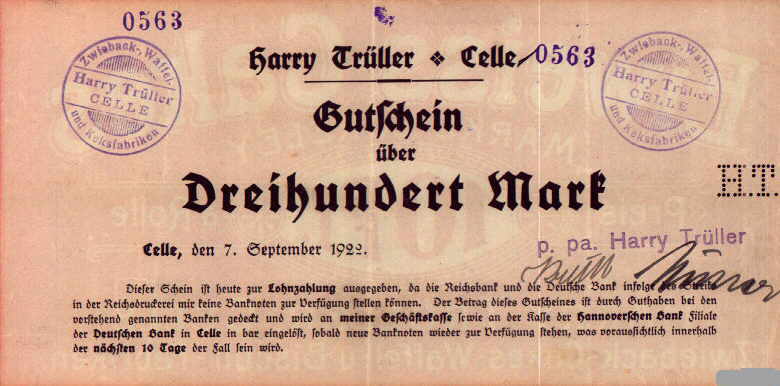 0563
Harry Trüller ❖ Celle 0563
Zwieback-, Waffel-
Harry Trüller
CELLE
und Keksfabriken
Zwieback-, Waffel-
Harry Trüller
CELLE
und Keksfabriken
Gutschein
über
Dreihundert Mark
H.T.
Celle, den 7. September 1922.
p. pa. Harry Trüller
Dieser Schein ist heute zur Lohnzahlung ausgegeben, da die Reichsbank und die Deutsche Bank infolge des Streiks
in der Reichsdruckerei mir keine Banknoten zur Verfügung stellen können. Der Betrag dieses Gutscheines ist durch Guthaben bei den
vorstehend genannten Banken gedeckt und wird an meiner Geschäftskasse sowie an der Kasse der Hannoverschen Bank Filiale
der Deutschen Bank in Celle in bar eingelöst, sobald neue Banknoten wieder zur Verfügung stehen, was voraussichtlich innerhalb
der nächsten 10 Tage der Fall sein wird.